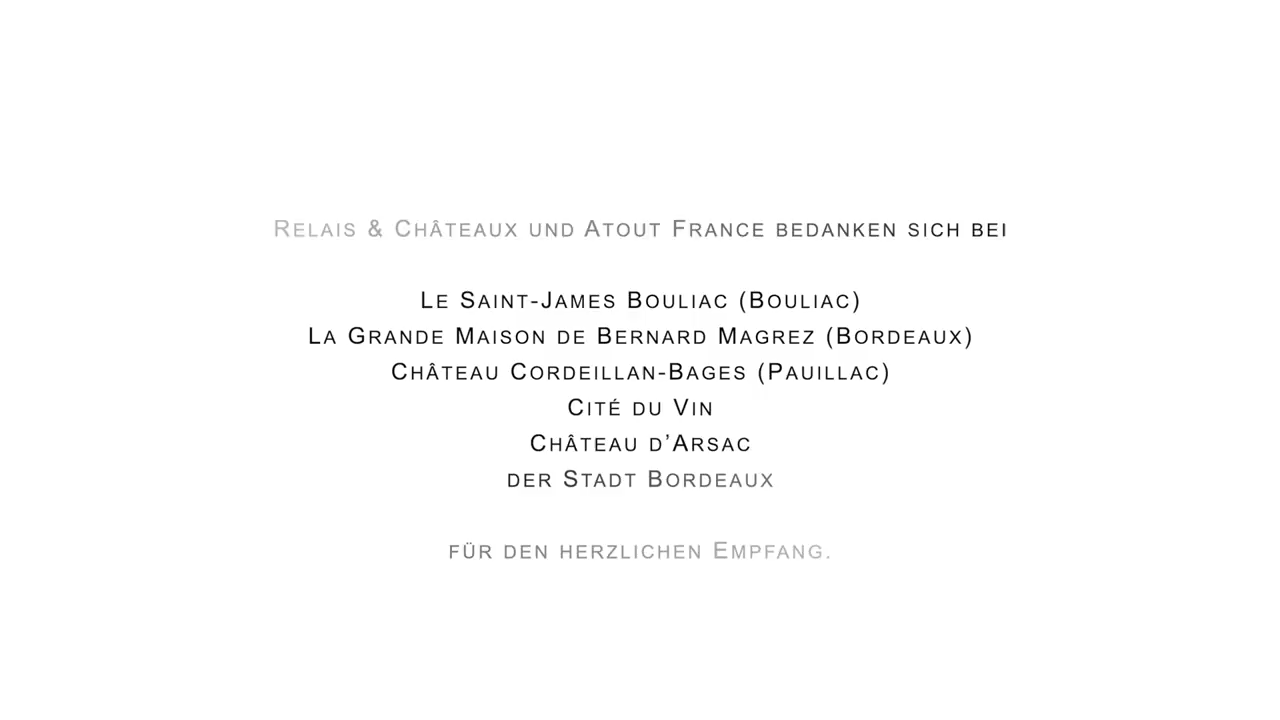 Relais & Châteaux und Atout France bedanken sich bei
Le Saint-James Bouliac (Bouliac)
La Grande Maison de Bernard Magrez (Bordeaux)
Château Cordeillan-Bages (Pauillac)
Cité du Vin
Château d’Arsac
der Stadt Bordeaux
für den herzlichen Empfang.